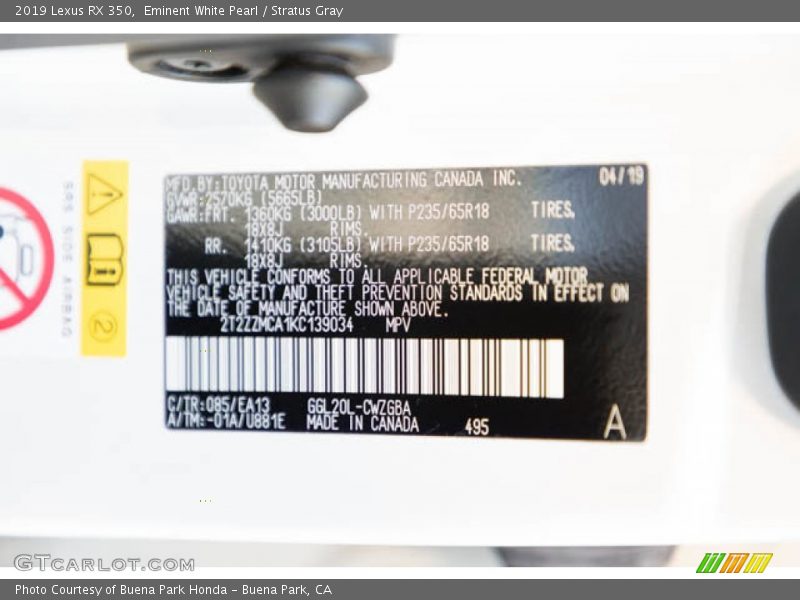 2019 Lexus RX 350,  Eminent White Pearl / Stratus Gray
SRS SIDE AIRBAG
2
MFD.BY:TOYOTA MOTOR MANUFACTURING CANADA INC. 04/19
GVWR:2570KG (5665LB)
GAWR:FRT. 1360KG (3000LB) WITH P235/65R18 TIRES,
18X8J RIMS.
RR. 1410KG (3105LB) WITH P235/65R18 TIRES,
18X8J RIMS.
THIS VEHICLE CONFORMS TO ALL APPLICABLE FEDERAL MOTOR
VEHICLE SAFETY AND THEFT PREVENTION STANDARDS IN EFFECT ON
THE DATE OF MANUFACTURE SHOWN ABOVE.
2T2ZZMCA1KC139034 MPV
C/TR:085/EA13 GGL20L-CWZGBA
A/TM:-01A/U881E MADE IN CANADA 495 A
GTcarlot.com
Photo Courtesy of Buena Park Honda - Buena Park, CA